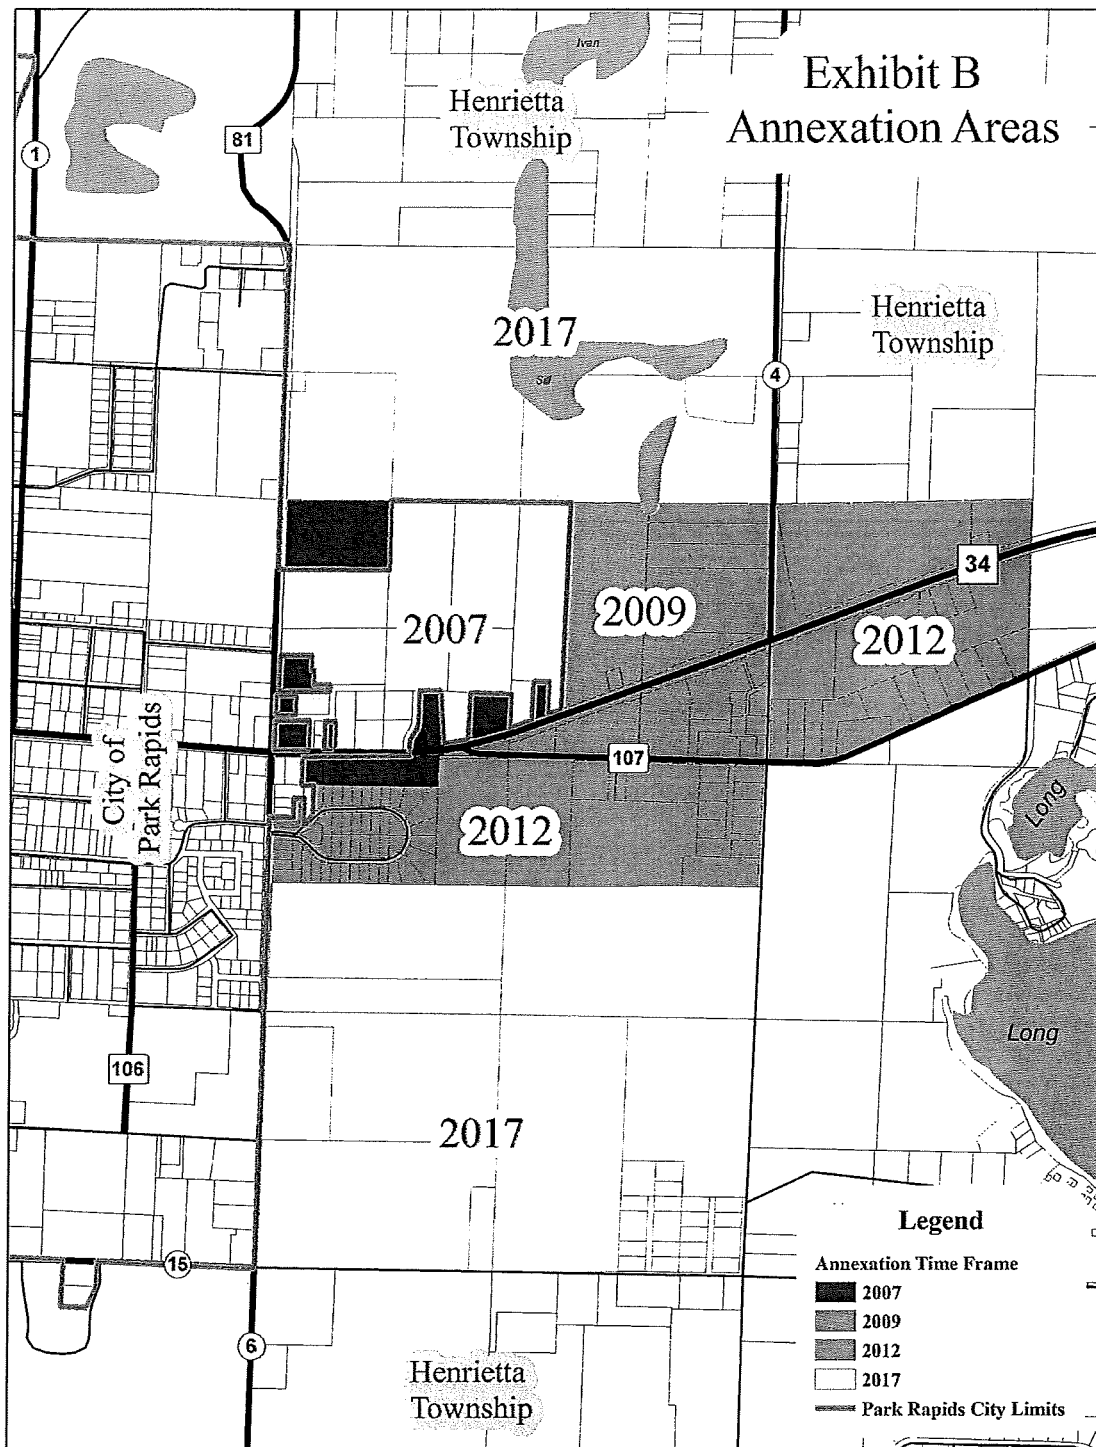 Exhibit B
Annexation Areas
Ivan
Henrietta
Township
81
1
Henrietta
Township
2017
4
34
2007
2009
2012
City of
Park Rapids
107
2012
Long
Long
106
2017
15
6
Henrietta
Township
Legend
Annexation Time Frame
2007
2009
2012
2017
Park Rapids City Limits